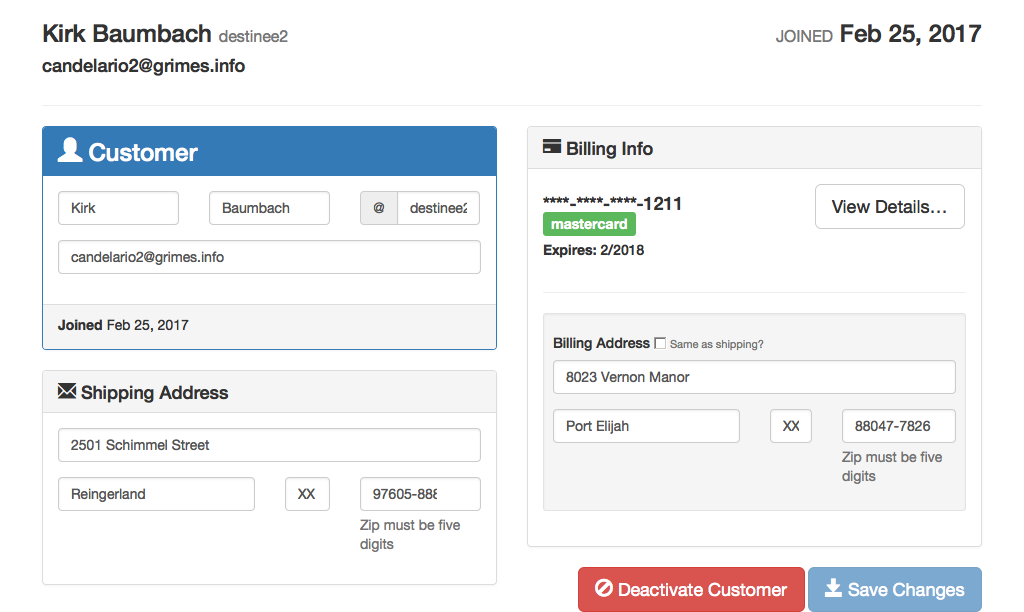 Kirk Baumbach destinee2
JOINED Feb 25, 2017
candelario2@grimes.info
Customer
Kirk
Baumbach
@
destinee2
candelario2@grimes.info
Joined Feb 25, 2017
Shipping Address
2501 Schimmel Street
Reingerland
XX
97605-888
Zip must be five
digits
Billing Info
****-****-****-1211
mastercard
Expires: 2/2018
View Details...
Billing Address Same as shipping?
8023 Vernon Manor
Port Elijah
XX
88047-7826
Zip must be five
digits
Deactivate Customer
Save Changes